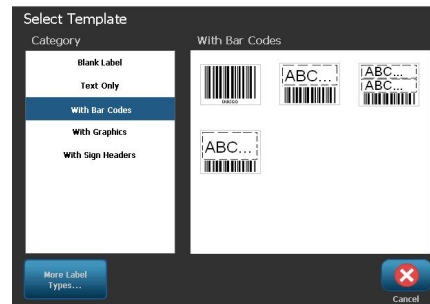 Select Template
Category
With Bar Codes
Blank Label
Text Only
With Bar Codes
With Graphics
With Sign Headers
ABC...
ABC...
ABC...
ABC...
More Label
Types...
Cancel